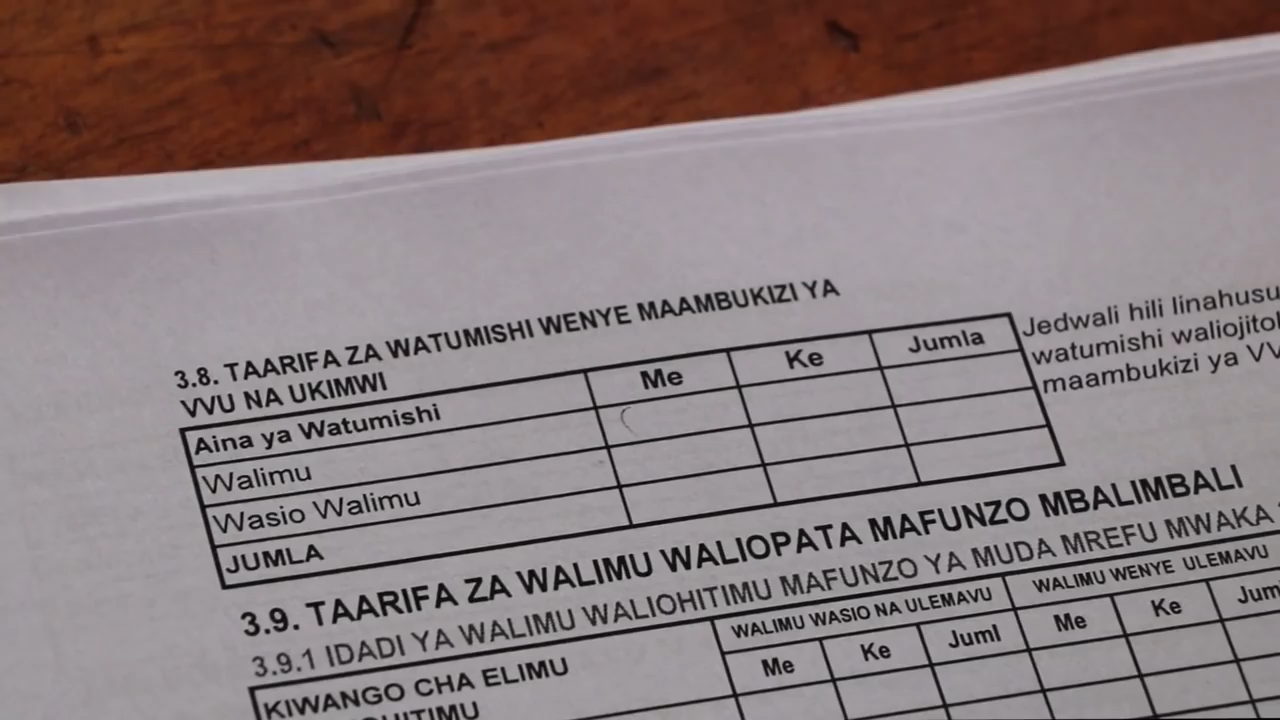 3.8. TAARIFA ZA WATUMISHI WENYE MAAMBUKIZI YA
VVU NA UKIMWI
Aina ya Watumishi Me Ke Jumla
Walimu
Wasio Walimu
JUMLA
Jedwali hili linahusu
watumishi
maambukizi ya
3.9. TAARIFA ZA WALIMU WALIOPATA MAFUNZO MBALIMBALI
3.9.1 IDADI YA WALIMU WALIOHITIMU MAFUNZO YA MUDA MREFU MWAKA
KIWANGO CHA ELIMU
WALIMU WASIO NA ULEMAVU WALIMU WENYE ULEMAVU
Me Ke Juml Me Ke